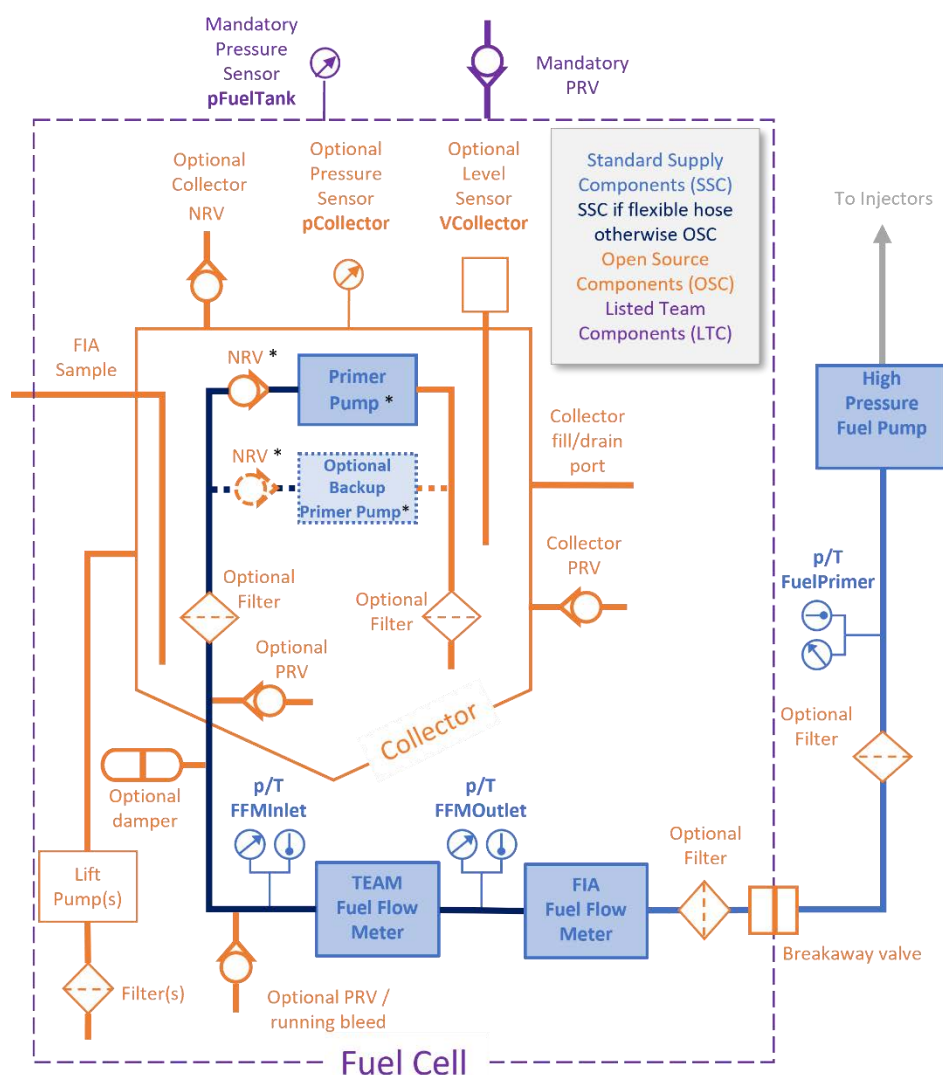 Mandatory
Pressure
Sensor
pFuelTank
Mandatory
PRV
Optional
Collector
NRV
Optional
Pressure
Sensor
pCollector
Optional
Level
Sensor
VCollector
Standard Supply
Components (SSC)
SSC if flexible hose
otherwise OSC
Open Source
Components (OSC)
Listed Team
Components (LTC)
To Injectors
FIA
Sample
NRV *
Primer
Pump *
NRV *
Optional
Backup
Primer Pump*
Collector
fill/drain
port
High
Pressure
Fuel Pump
Optional
Filter
Optional
Filter
Collector
PRV
p/T
FuelPrimer
Optional
PRV
Collector
Optional
Filter
Optional
damper
p/T
FFMInlet
p/T
FFMOutlet
Optional
Filter
Lift
Pump(s)
TEAM
Fuel Flow
Meter
FIA
Fuel Flow
Meter
Breakaway valve
Filter(s)
Optional PRV /
running bleed
Fuel Cell